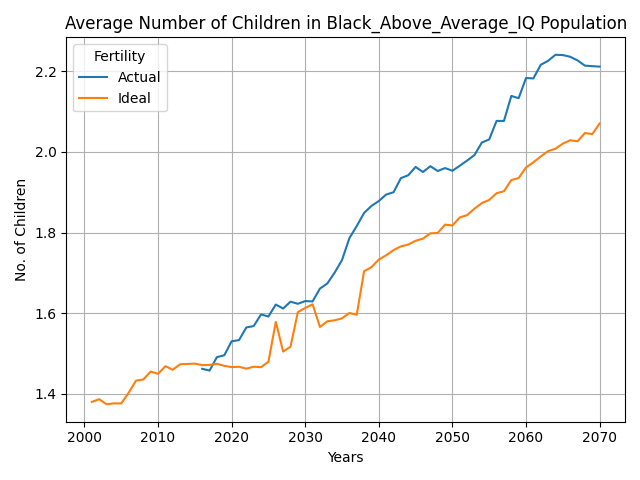 Average Number of Children in Black_Above_Average_IQ Population
Fertility
Actual
Ideal
2.2
2.0
1.8
1.6
1.4
No. of Children
2000 2010 2020 2030 2040 2050 2060 2070
Years